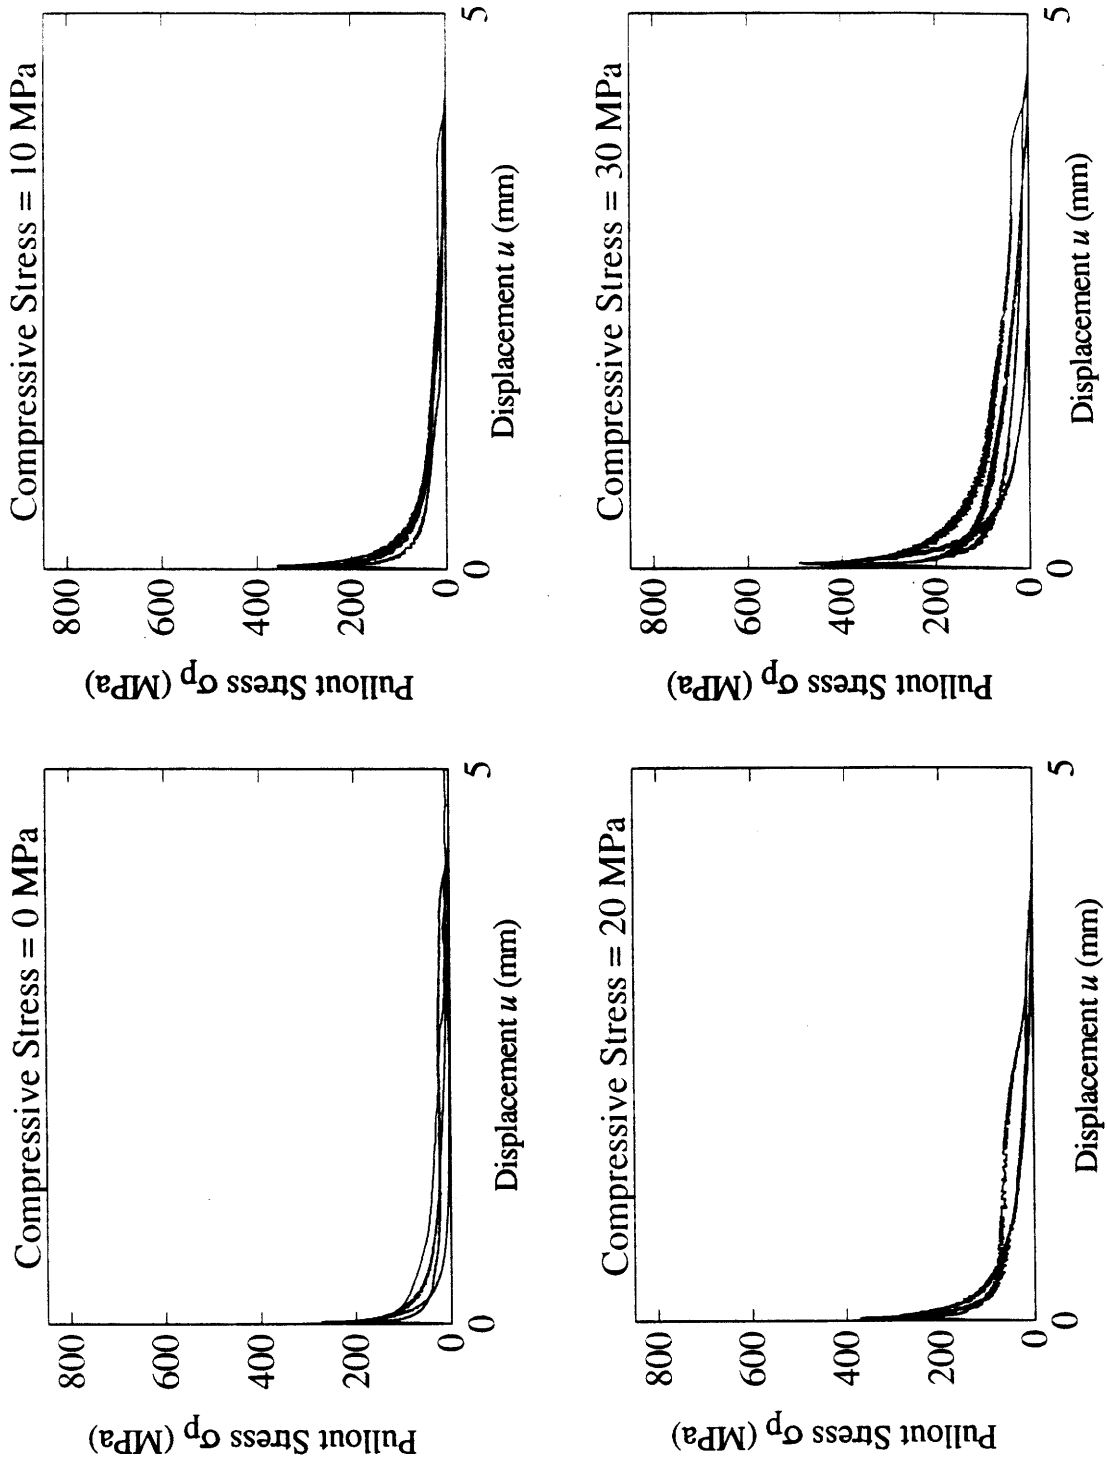 Compressive Stress = 0 MPa
800
600
400
200
0
0
5
Pullout Stress σp (MPa)
Displacement u (mm)
Compressive Stress = 10 MPa
800
600
400
200
0
0
5
Pullout Stress σp (MPa)
Displacement u (mm)
Compressive Stress = 20 MPa
800
600
400
200
0
0
5
Pullout Stress σp (MPa)
Displacement u (mm)
Compressive Stress = 30 MPa
800
600
400
200
0
0
5
Pullout Stress σp (MPa)
Displacement u (mm)